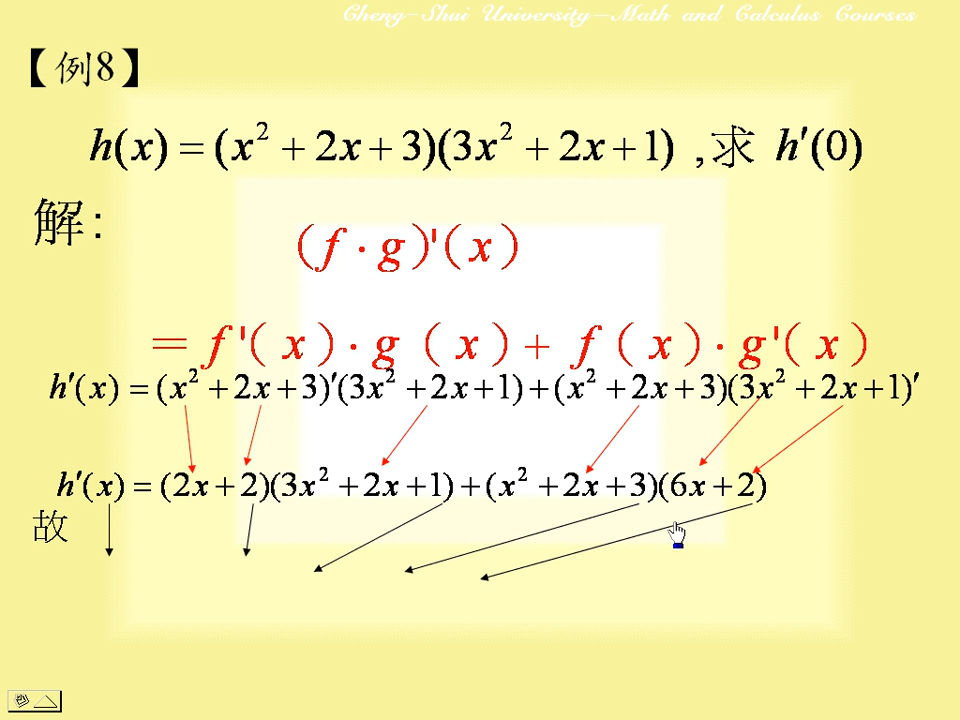 Cheng-Shui University-Math and Calculus Courses
【例8】
h(x) = (x² + 2x + 3)(3x² + 2x + 1) ,求 h′(0)
解:
(f · g)'(x)
= f'(x) · g (x) + f (x) · g'(x)
h′(x) = (x² + 2x + 3)′(3x² + 2x + 1) + (x² + 2x + 3)(3x² + 2x + 1)′
h′(x) = (2x + 2)(3x² + 2x + 1) + (x² + 2x + 3)(6x + 2)
故